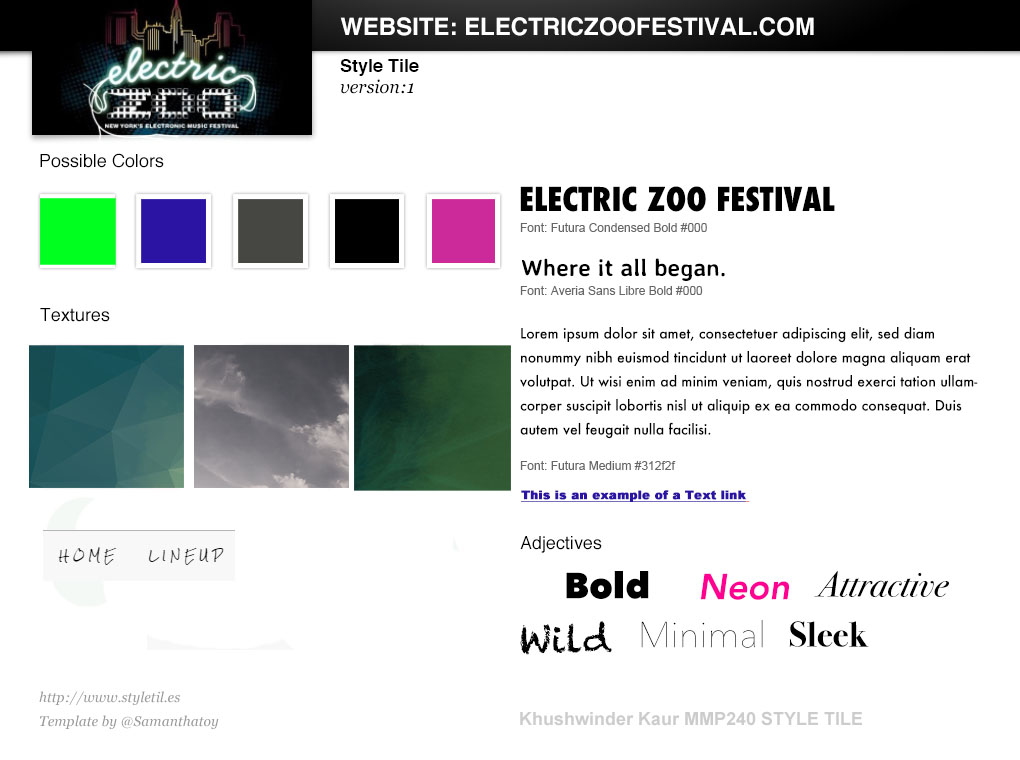 WEBSITE: ELECTRICZOOFESTIVAL.COM
electric
ZOO
NEW YORK'S ELECTRONIC MUSIC FESTIVAL
Style Tile
version:1
Possible Colors
Textures
HOME LINEUP
http://www.styletil.es
Template by @Samanthatoy
ELECTRIC ZOO FESTIVAL
Font: Futura Condensed Bold #000
Where it all began.
Font: Averia Sans Libre Bold #000
Lorem ipsum dolor sit amet, consectetuer adipiscing elit, sed diam
nonummy nibh euismod tincidunt ut laoreet dolore magna aliquam erat
volutpat. Ut wisi enim ad minim veniam, quis nostrud exerci tation ullam-
corper suscipit lobortis nisl ut aliquip ex ea commodo consequat. Duis
autem vel feugait nulla facilisi.
Font: Futura Medium #312f2f
This is an example of a Text link
Adjectives
Bold Neon Attractive
Wild Minimal Sleek
Khushwinder Kaur MMP240 STYLE TILE